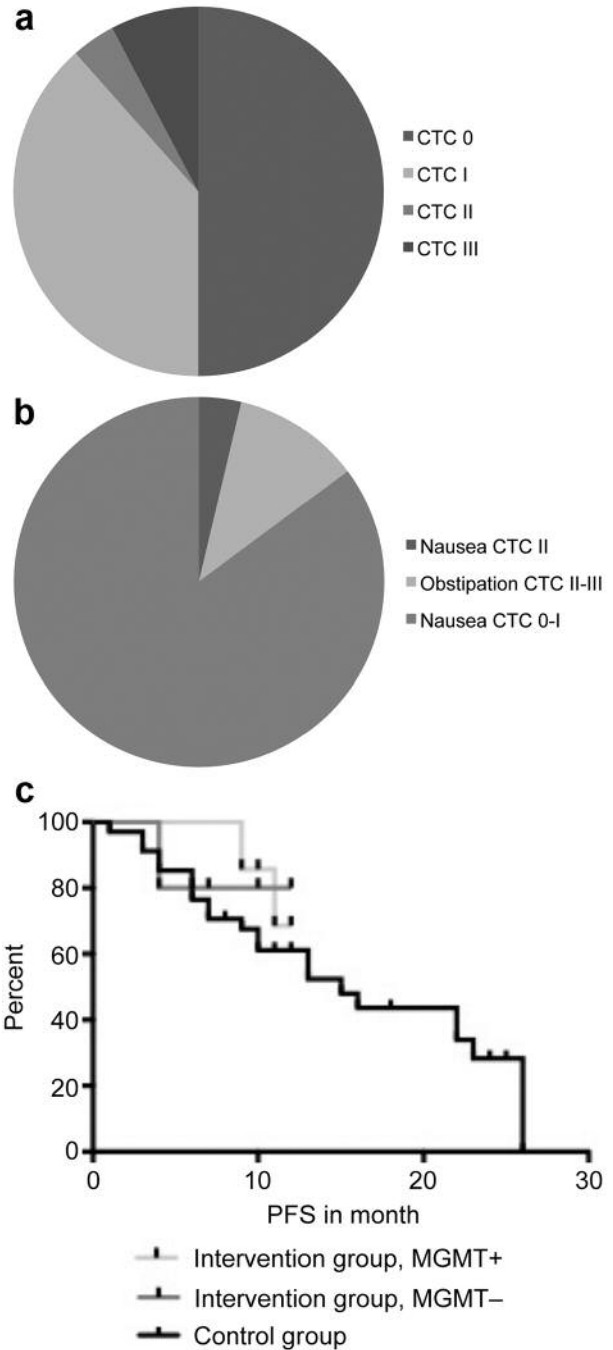 a
CTC 0
CTC I
CTC II
CTC III
b
Nausea CTC II
Obstipation CTC II-III
Nausea CTC 0-I
c
100
80
60
40
20
0
Percent
0 10 20 30
PFS in month
Intervention group, MGMT+
Intervention group, MGMT–
Control group